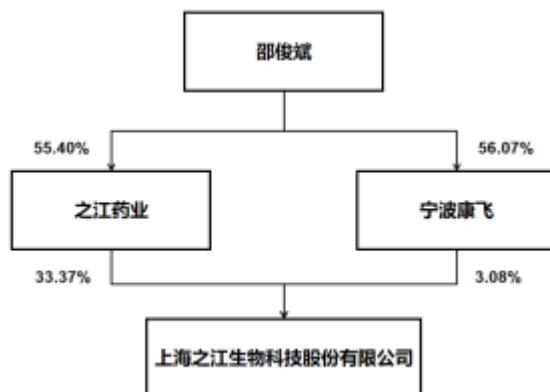 邵俊斌
55.40%
56.07%
之江药业
宁波康飞
33.37%
3.08%
上海之江生物科技股份有限公司